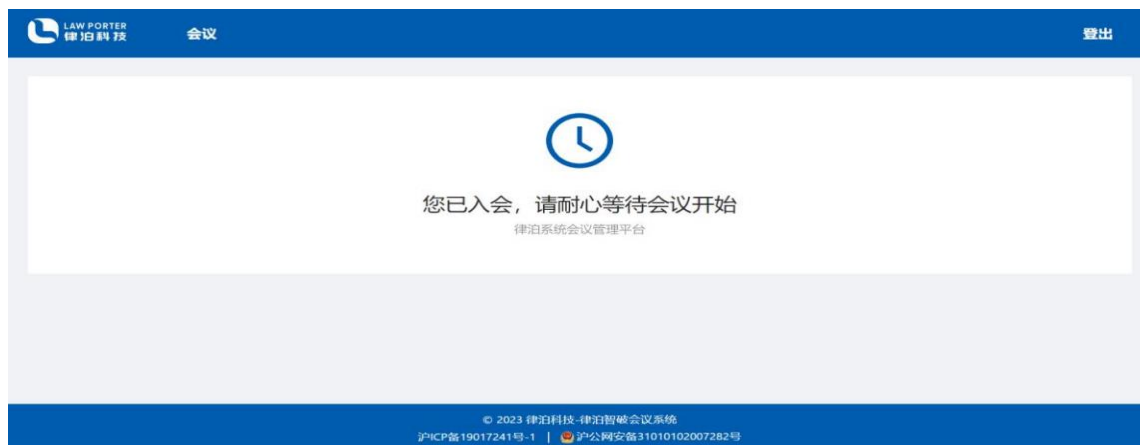 LAW PORTER
律泊科技
会议
登出
您已入会，请耐心等待会议开始
律泊系统会议管理平台
© 2023 律泊科技-律泊智破会议系统
沪ICP备19017241号-1 | 沪公网安备31010102007282号